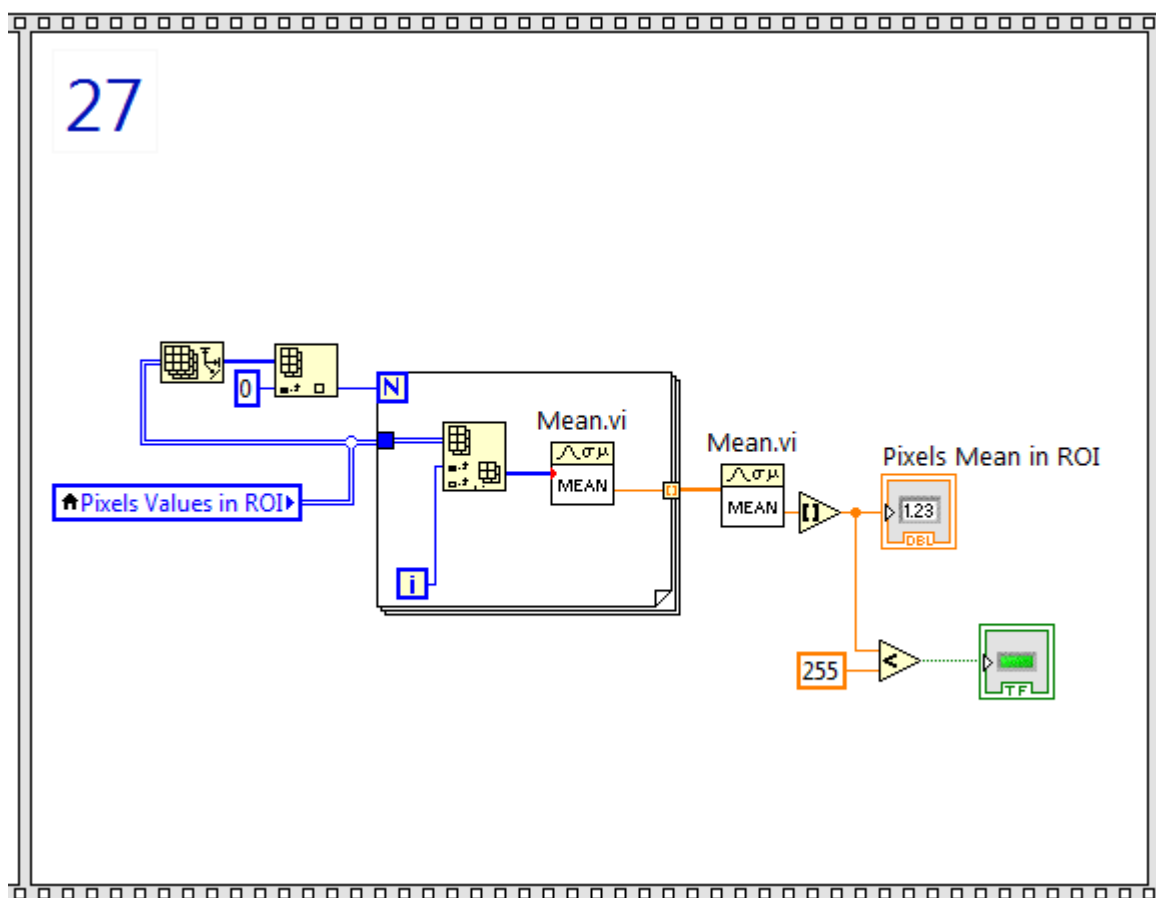 27
0
N
Mean.vi
MEAN
Mean.vi
MEAN
Pixels Mean in ROI
1.23
DBL
Pixels Values in ROI
i
255
<
TF